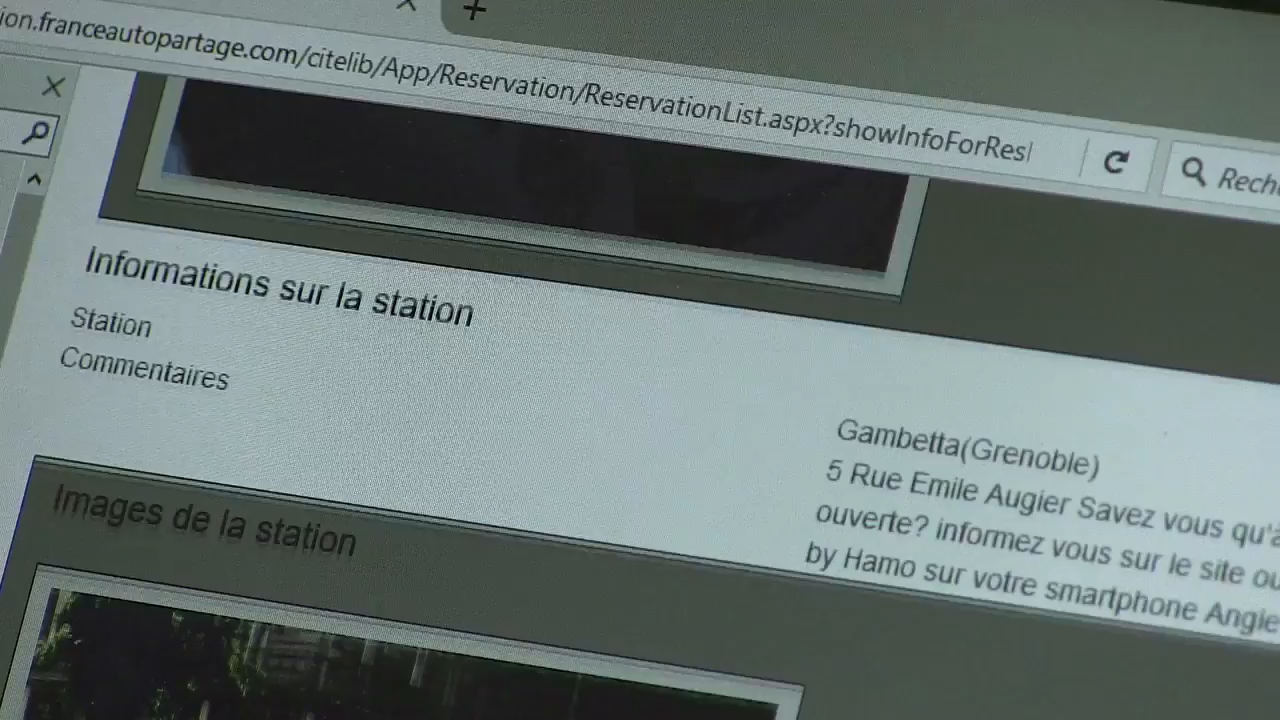 ion.franceautopartage.com/citelib/App/Reservation/ReservationList.aspx?showInfoForRes
Rech
Informations sur la station
Station
Commentaires
Gambetta(Grenoble)
5 Rue Emile Augier Savez vous qu'a
ouverte? informez vous sur le site ou
by Hamo sur votre smartphone Angle
Images de la station